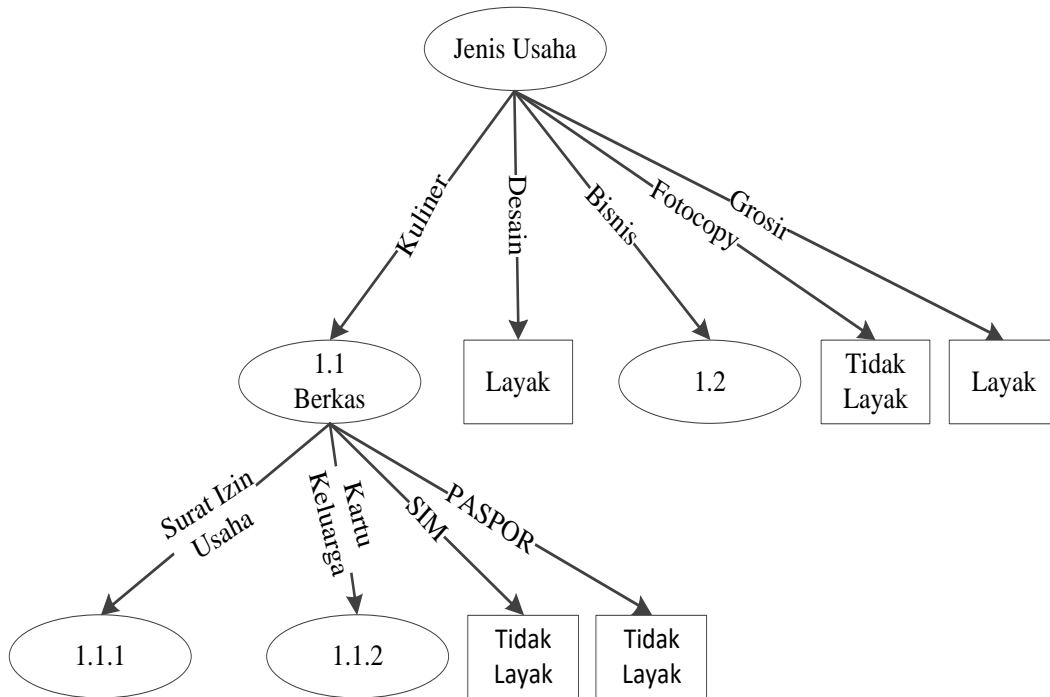 Jenis Usaha
Kuliner
Desain
Bisnis
Fotocopy
Grosir
1.1
Berkas
Layak
1.2
Tidak
Layak
Layak
Surat Izin
Usaha
Kartu
Keluarga
SIM
PASPOR
1.1.1
1.1.2
Tidak
Layak
Tidak
Layak